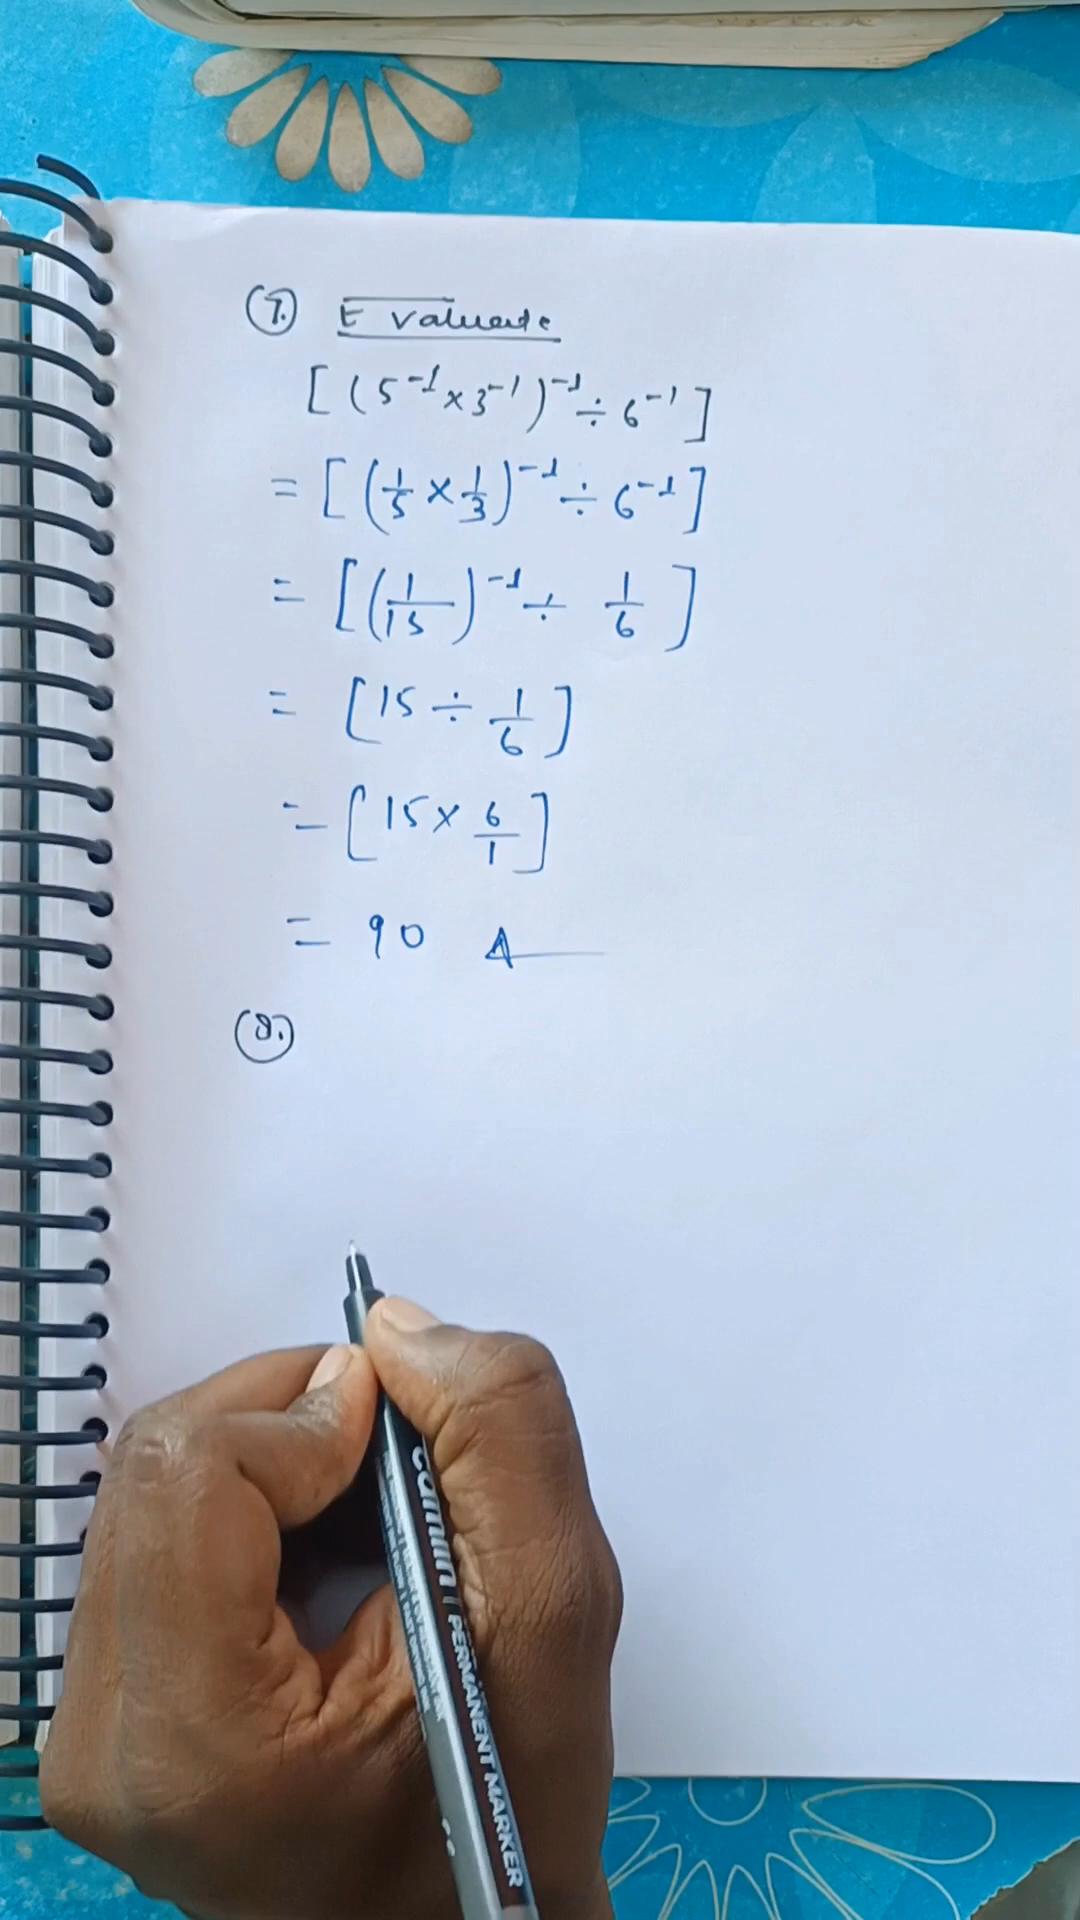 (7.) Evaluate
[(5⁻¹ × 3⁻¹)⁻¹ ÷ 6⁻¹]
= [(1/5 × 1/3)⁻¹ ÷ 6⁻¹]
= [(1/15)⁻¹ ÷ 1/6]
= [15 ÷ 1/6]
= [15 × 6/1]
= 90 A
(8.)
camlin PERMANENT MARKER